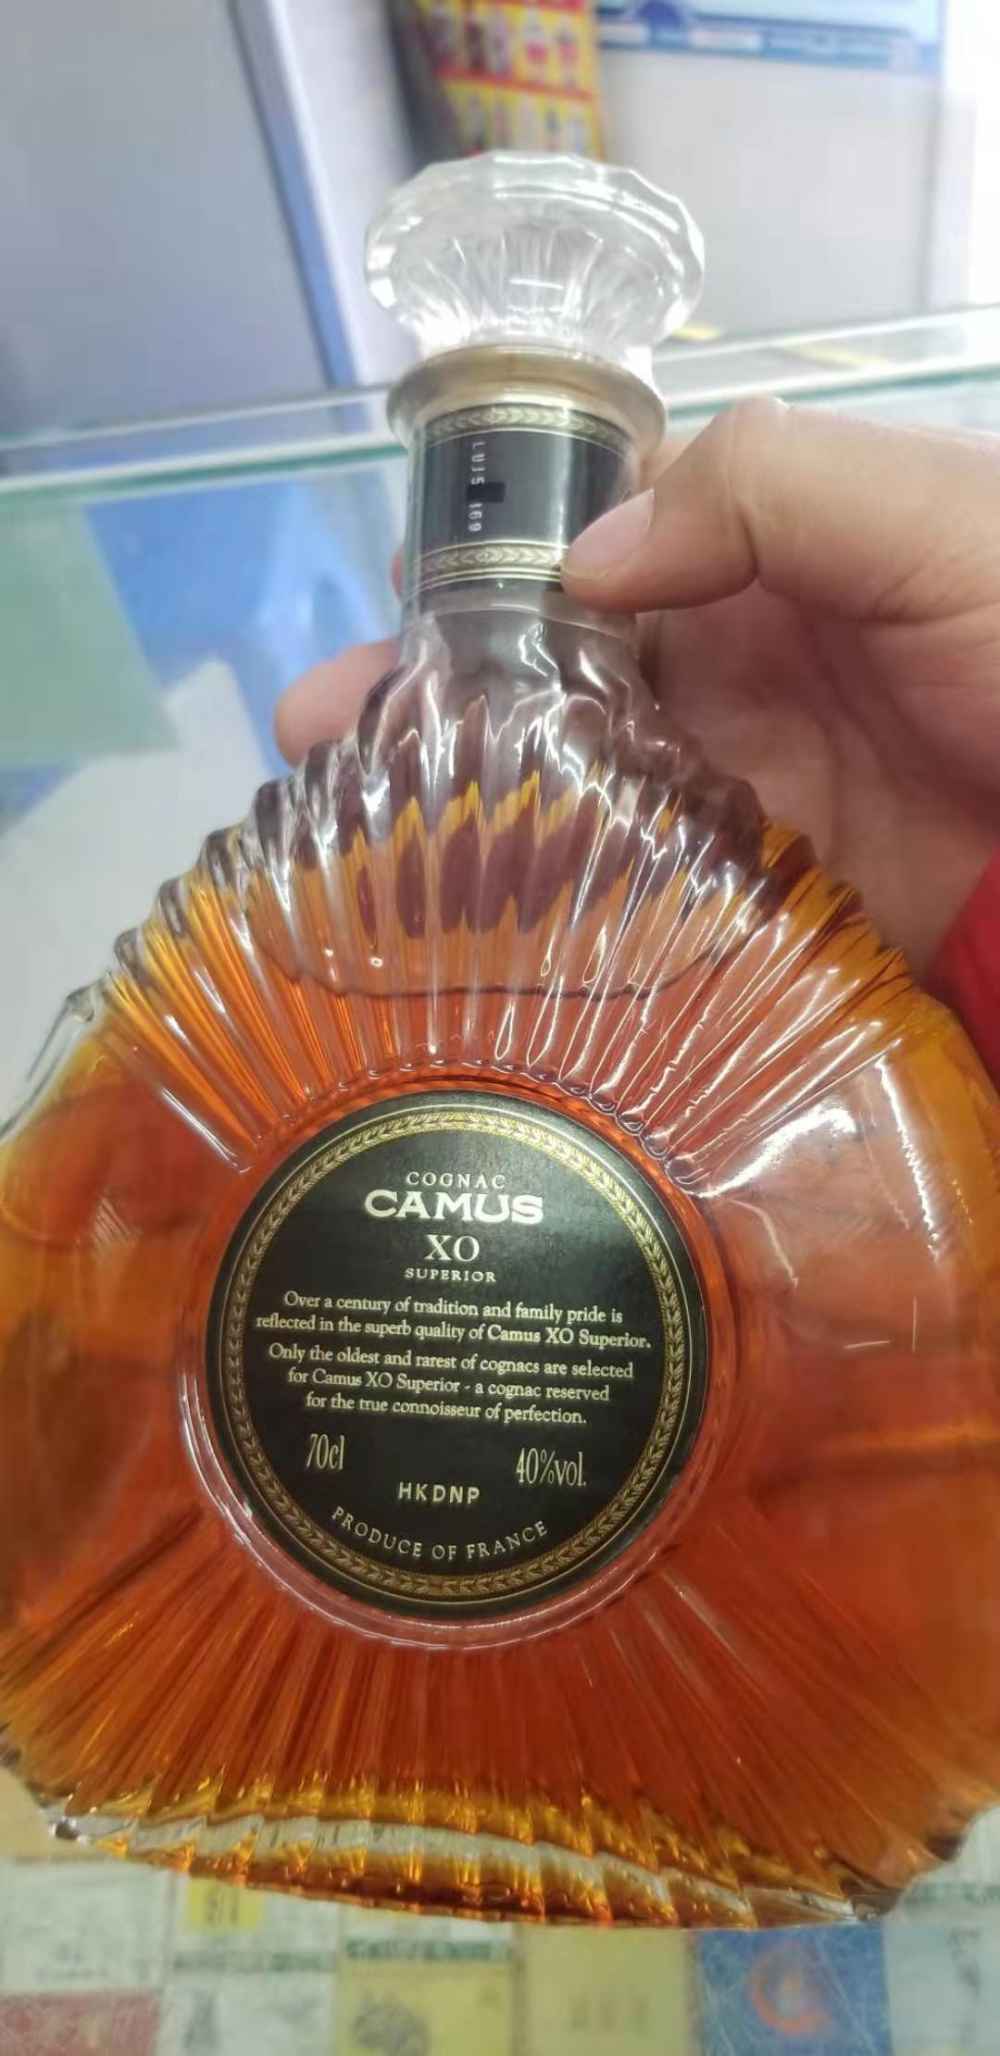 COGNAC
CAMUS
XO
SUPERIOR
Over a century of tradition and family pride is
reflected in the superb quality of Camus XO Superior.
Only the oldest and rarest of cognacs are selected
for Camus XO Superior - a cognac reserved
for the true connoisseur of perfection.
70cl 40%vol.
HKDNP
PRODUCE OF FRANCE